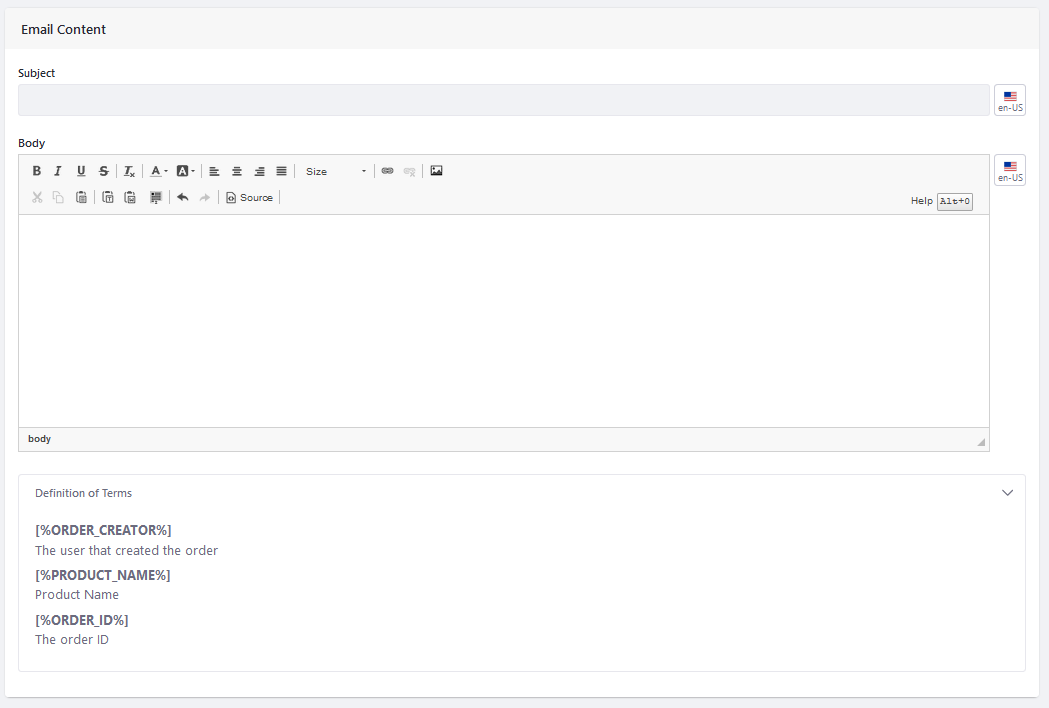 Email Content
Subject
en-US
Body
B I U S Tx A A Size
en-US
Source
Help Alt+0
body
Definition of Terms
[%ORDER_CREATOR%]
The user that created the order
[%PRODUCT_NAME%]
Product Name
[%ORDER_ID%]
The order ID